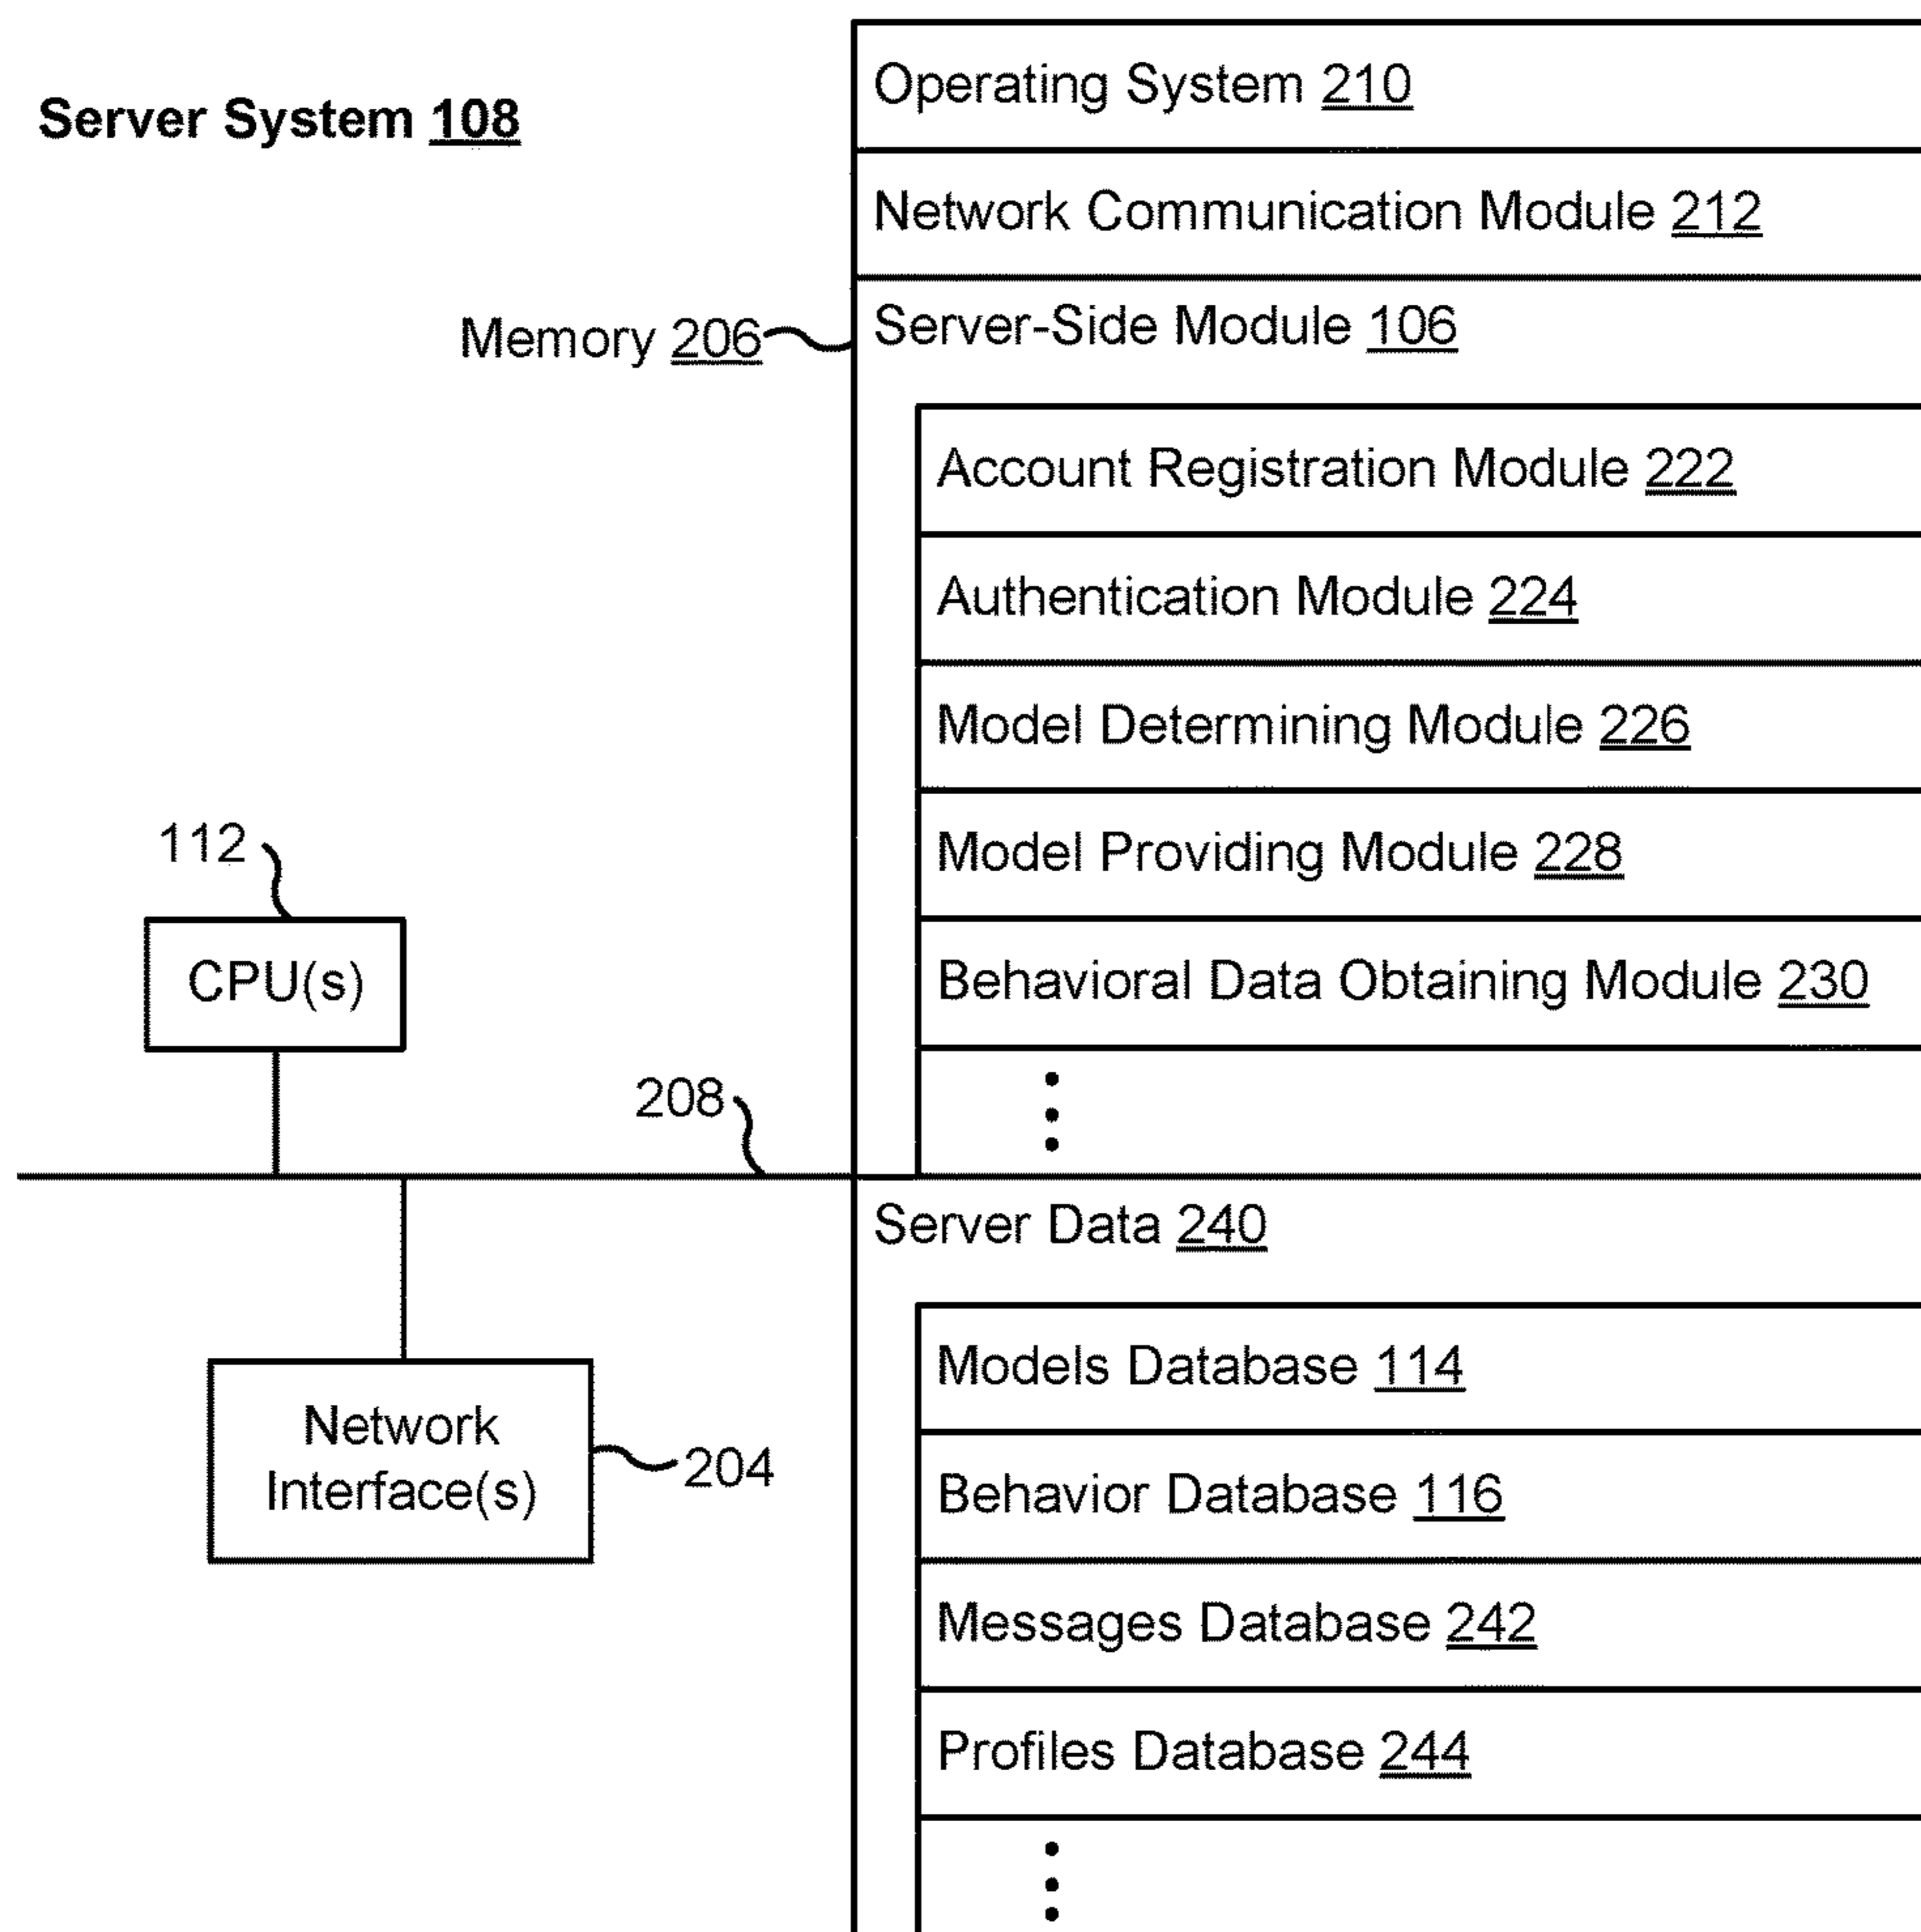 Server System 108
Operating System 210
Network Communication Module 212
Memory 206
Server-Side Module 106
Account Registration Module 222
Authentication Module 224
Model Determining Module 226
Model Providing Module 228
Behavioral Data Obtaining Module 230
112
CPU(s)
208
Network
Interface(s)
204
Server Data 240
Models Database 114
Behavior Database 116
Messages Database 242
Profiles Database 244